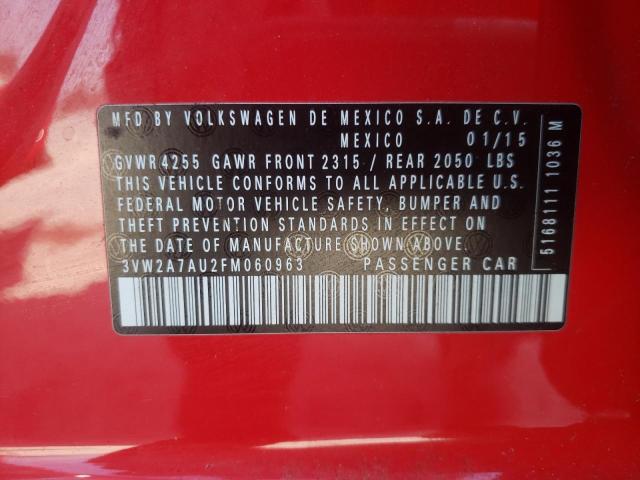 MFD BY VOLKSWAGEN DE MEXICO S.A. DE C.V.
MEXICO 01/15
GVWR4255 GAWR FRONT 2315 / REAR 2050 LBS
THIS VEHICLE CONFORMS TO ALL APPLICABLE U.S.
FEDERAL MOTOR VEHICLE SAFETY, BUMPER AND
THEFT PREVENTION STANDARDS IN EFFECT ON
THE DATE OF MANUFACTURE SHOWN ABOVE.
3VW2A7AU2FM060963 PASSENGER CAR
5168111 1036 M